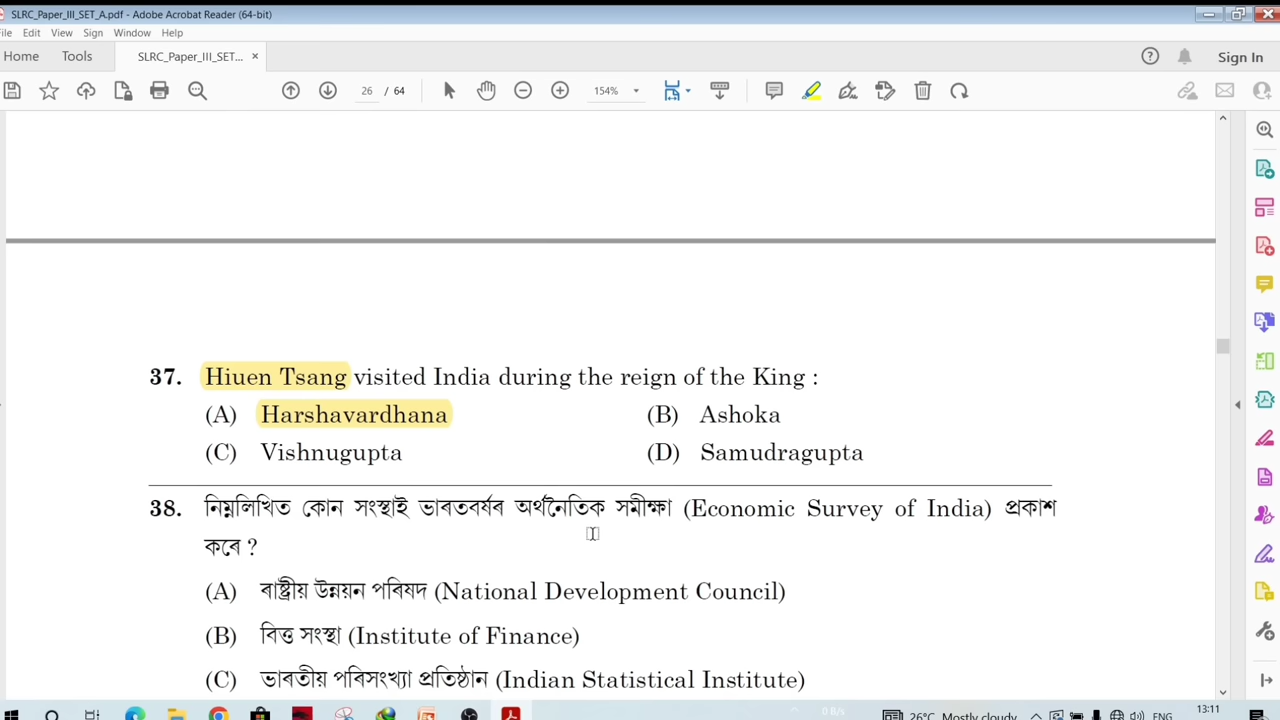 SLRC_Paper_III_SET_A.pdf - Adobe Acrobat Reader (64-bit)
File Edit View Sign Window Help
Home Tools SLRC_Paper_III_SET... × Sign In
26 / 64 154%
37. Hiuen Tsang visited India during the reign of the King :
(A) Harshavardhana (B) Ashoka
(C) Vishnugupta (D) Samudragupta
38. নিম্নলিখিত কোন সংস্থাই ভাৰতবৰ্ষৰ অৰ্থনৈতিক সমীক্ষা (Economic Survey of India) প্ৰকাশ
কৰে ?
(A) ৰাষ্ট্ৰীয় উন্নয়ন পৰিষদ (National Development Council)
(B) বিত্ত সংস্থা (Institute of Finance)
(C) ভাৰতীয় পৰিসংখ্যা প্ৰতিষ্ঠান (Indian Statistical Institute)
0 B/s
26°C Mostly cloudy ENG 13:11